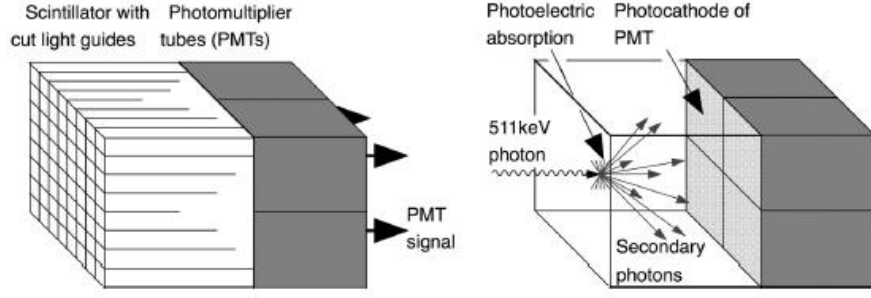 Scintillator with
cut light guides
Photomultiplier
tubes (PMTs)
PMT
signal
Photoelectric
absorption
Photocathode of
PMT
511keV
photon
Secondary
photons